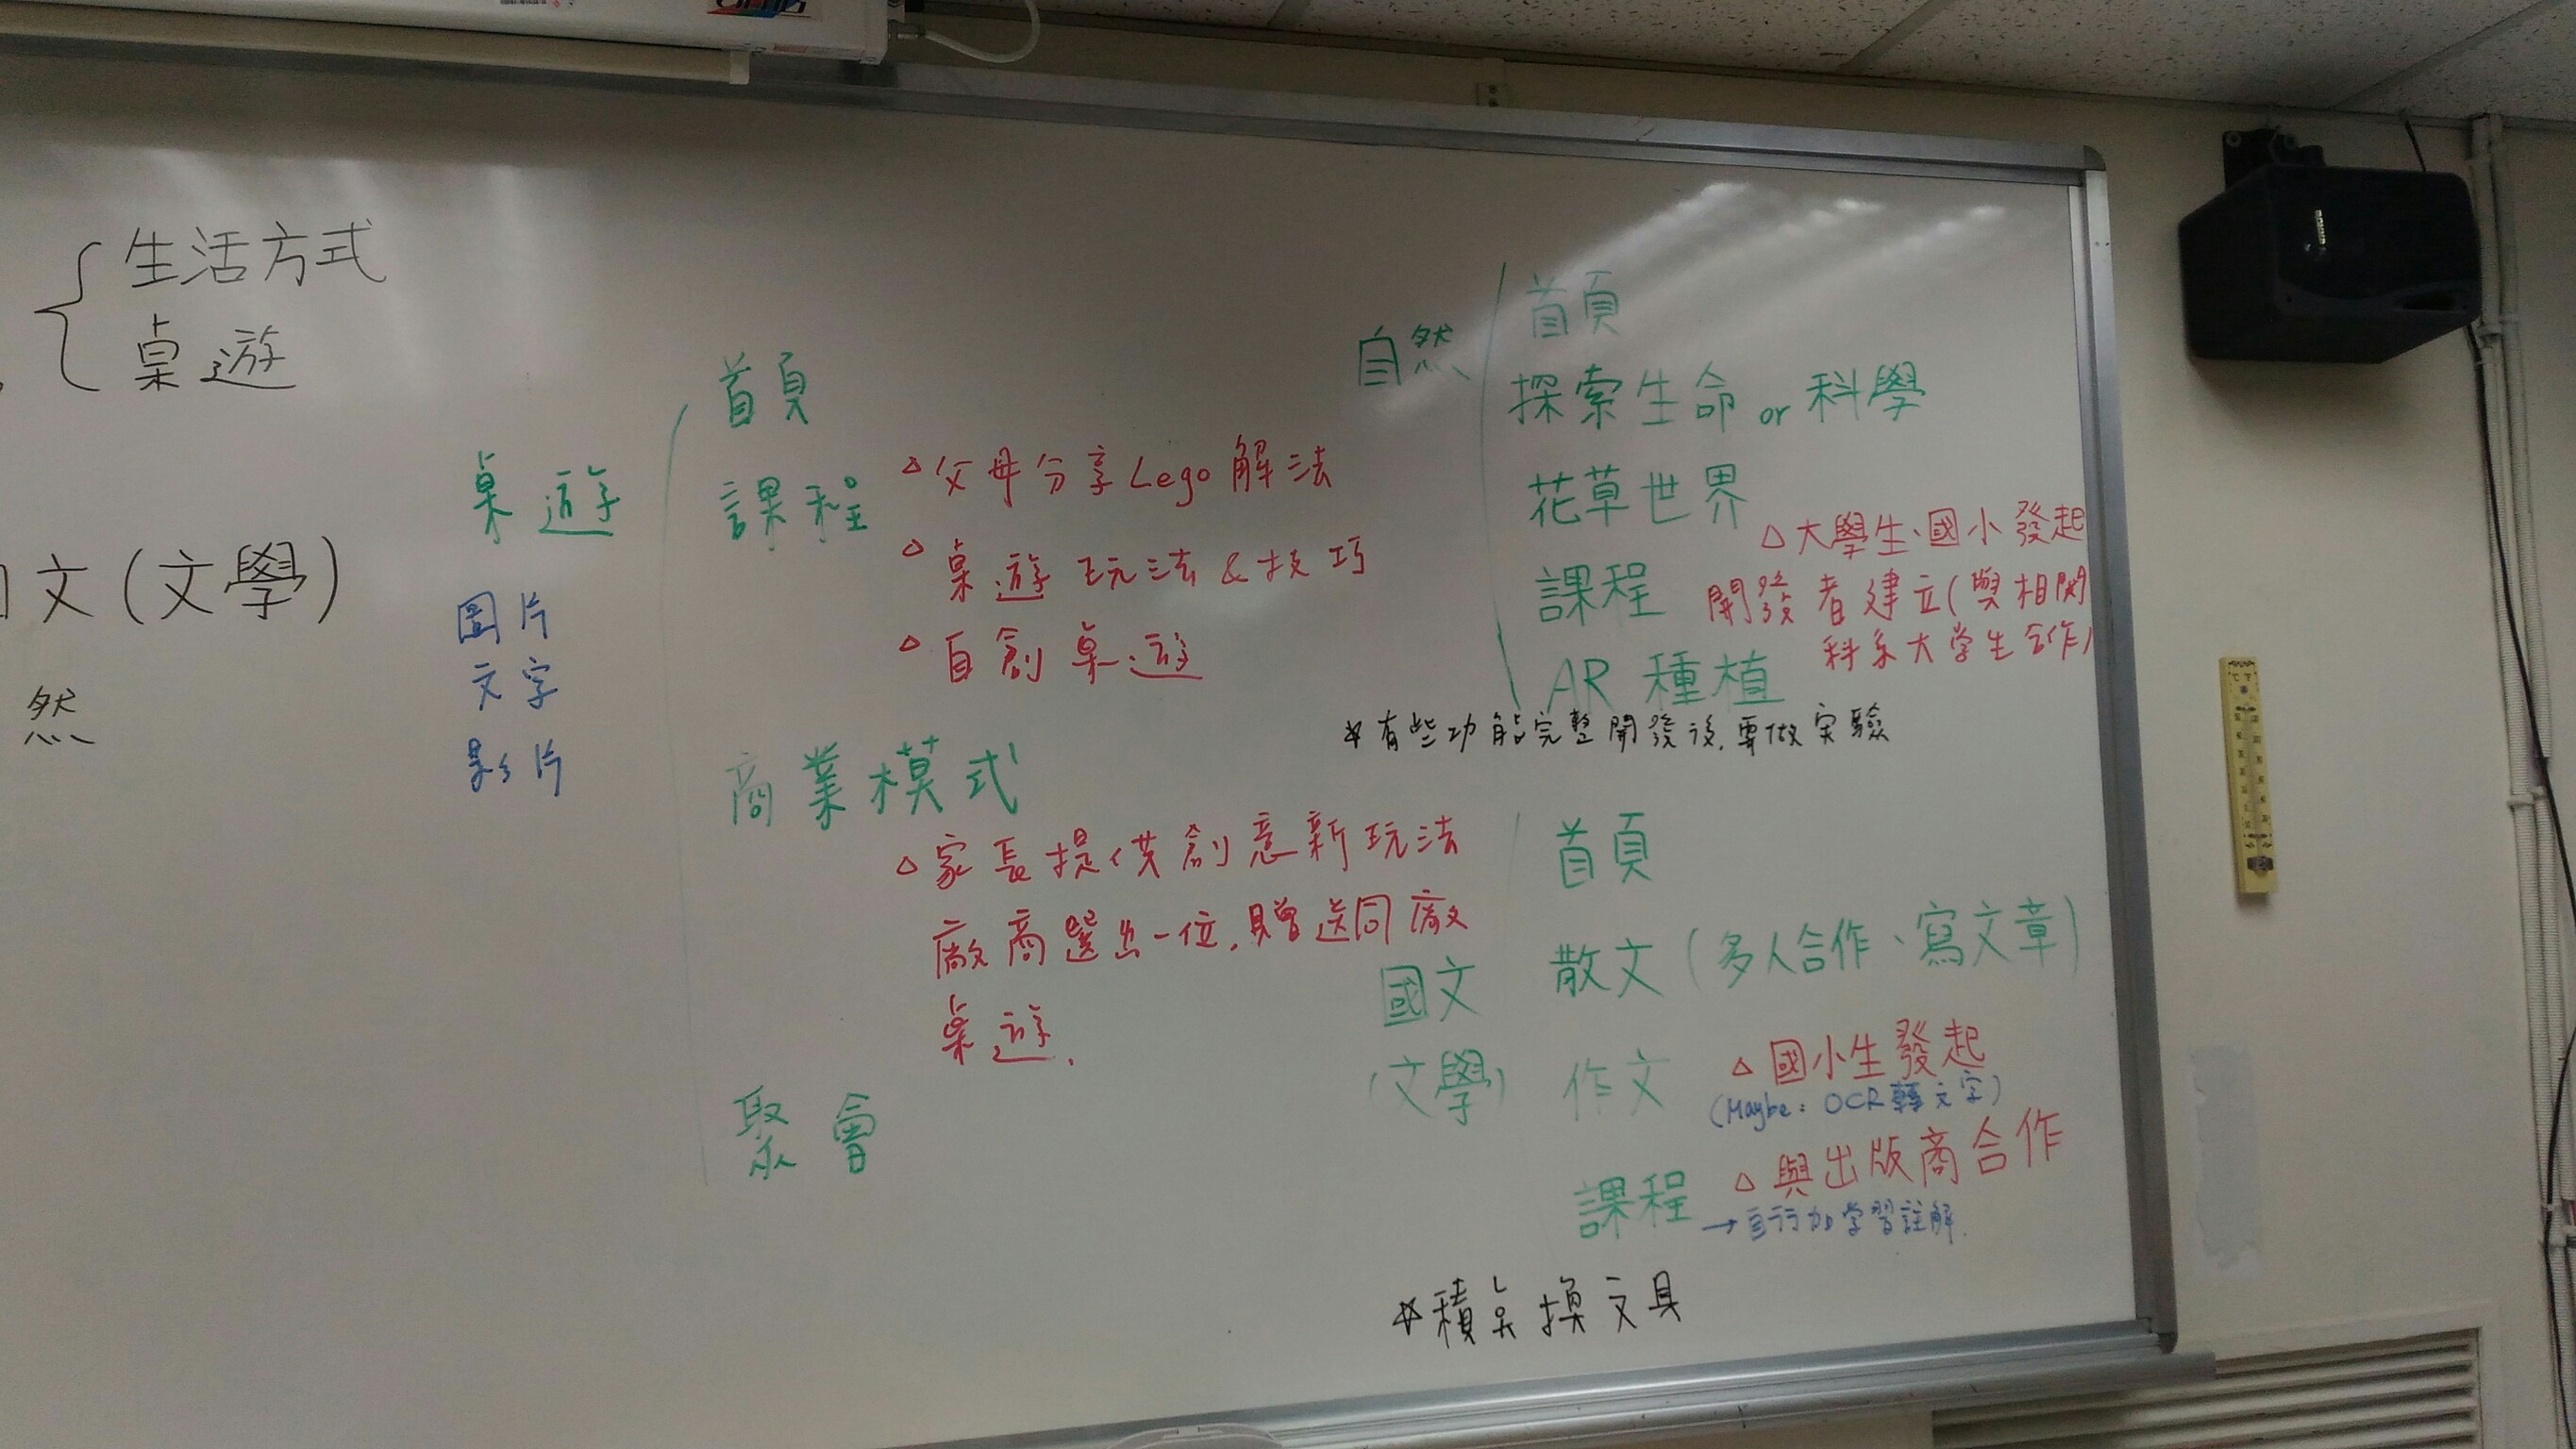 生活方式
桌遊
文(文學)
然
桌遊
圖片
文字
影片
首頁
課程
△父母分享Lego解法
△桌遊玩法&技巧
△自創桌遊
商業模式
△家長提供創意新玩法
廠商選出一位,贈送同廠
桌遊.
聚會
自然
首頁
探索生命 or 科學
花草世界
課程
△大學生、國小發起
開發者建立(與相關
科系大学生合作)
AR 種植
*有些功能完整開發後,要做实驗
國文
(文學)
首頁
散文(多人合作、寫文章)
作文
△國小生發起
(Maybe: OCR轉文字)
課程
△與出版商合作
→自行加学習註解.
*積点換文具